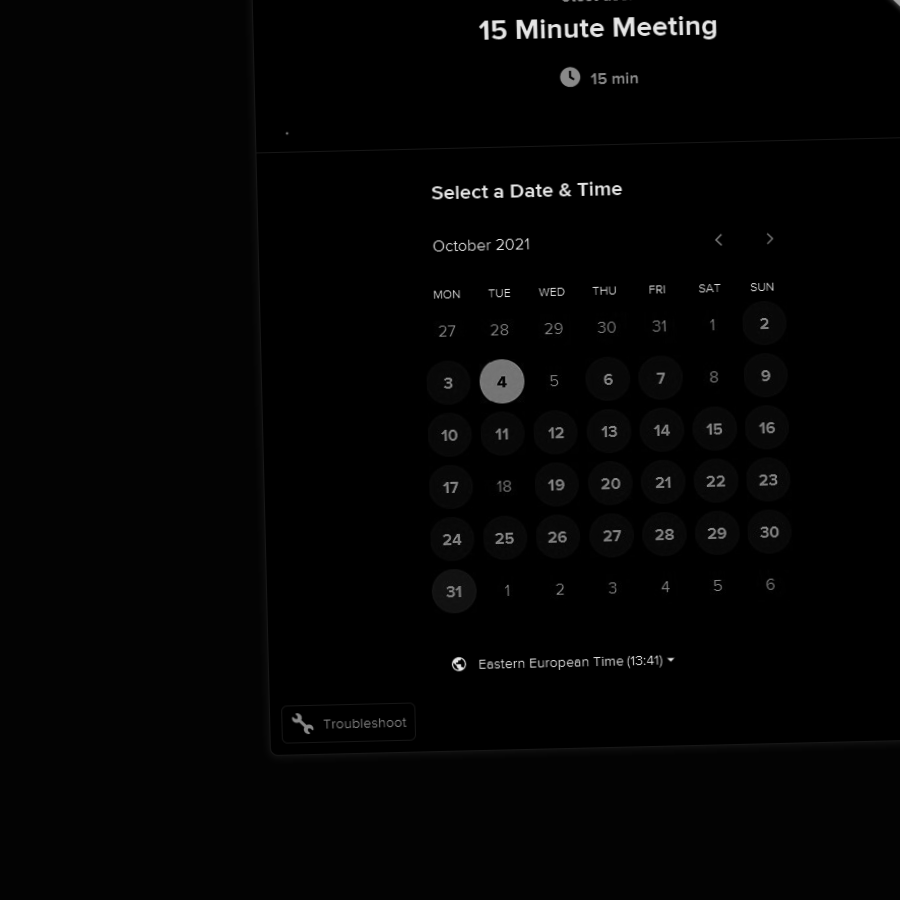 15 Minute Meeting
15 min
Select a Date & Time
October 2021
MON TUE WED THU FRI SAT SUN
27 28 29 30 31 1 2
3 4 5 6 7 8 9
10 11 12 13 14 15 16
17 18 19 20 21 22 23
24 25 26 27 28 29 30
31 1 2 3 4 5 6
Eastern European Time (13:41)
Troubleshoot